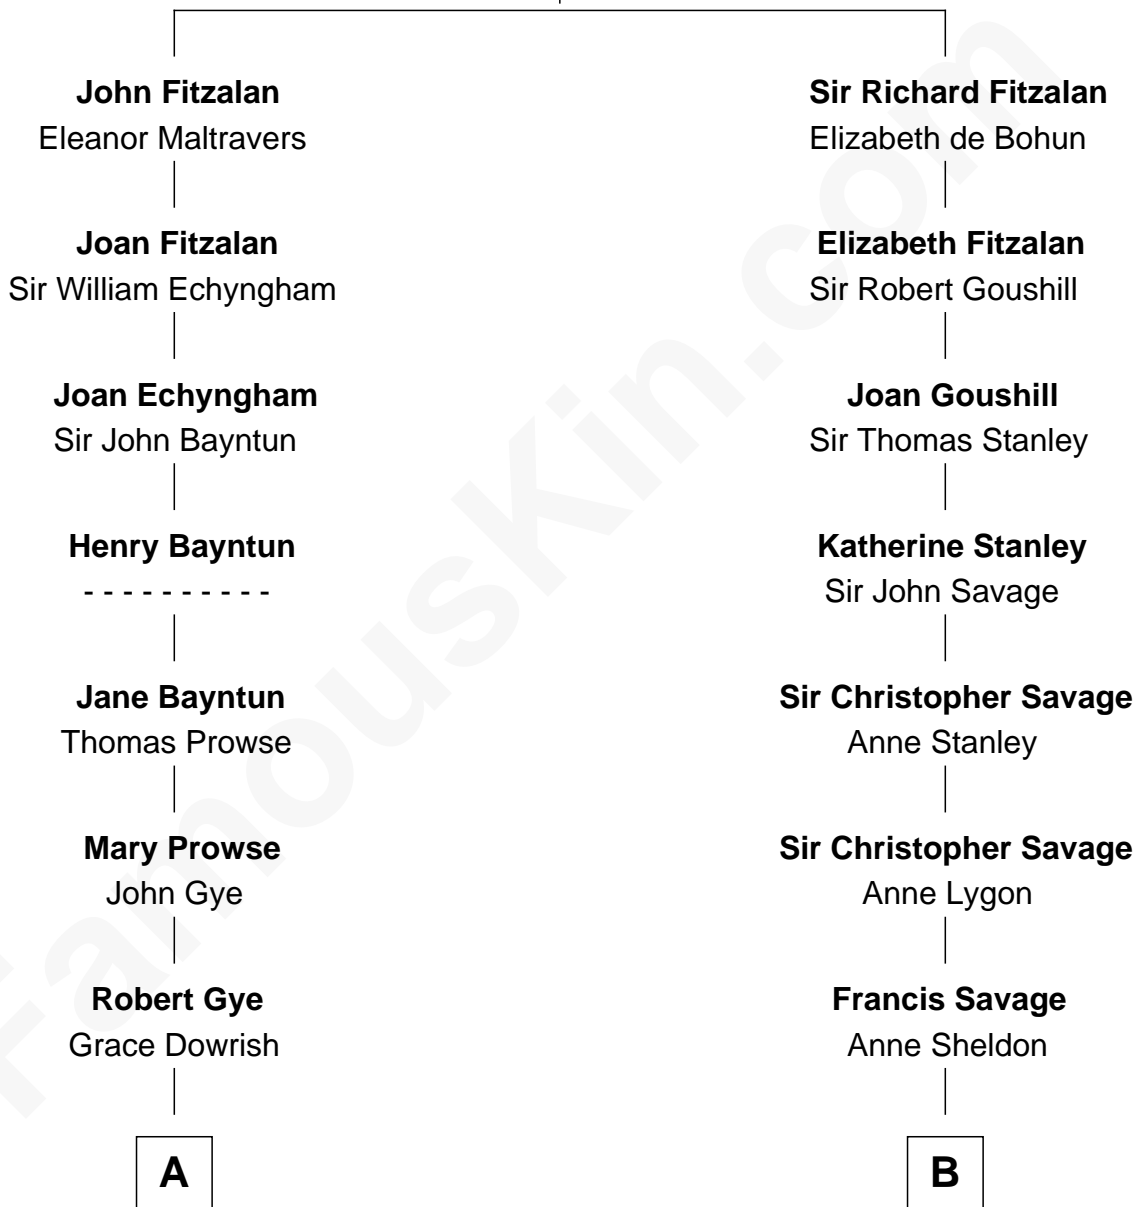 John Fitzalan
Eleanor Maltravers
Joan Fitzalan
Sir William Echyngham
Joan Echyngham
Sir John Bayntun
Henry Bayntun
- - - - - - - - - -
Jane Bayntun
Thomas Prowse
Mary Prowse
John Gye
Robert Gye
Grace Dowrish
A
Sir Richard Fitzalan
Elizabeth de Bohun
Elizabeth Fitzalan
Sir Robert Goushill
Joan Goushill
Sir Thomas Stanley
Katherine Stanley
Sir John Savage
Sir Christopher Savage
Anne Stanley
Sir Christopher Savage
Anne Lygon
Francis Savage
Anne Sheldon
B
FamousKin.com